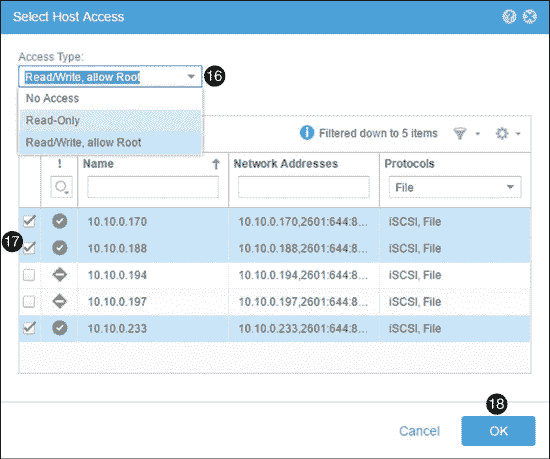 Select Host Access
Access Type:
Read/Write, allow Root 16
No Access
Read-Only
Read/Write, allow Root
Filtered down to 5 items
! Name Network Addresses Protocols
File
10.10.0.170 10.10.0.170,2601:644:8... iSCSI, File
17 10.10.0.188 10.10.0.188,2601:644:8... iSCSI, File
10.10.0.194 10.10.0.194,2601:644:8... iSCSI, File
10.10.0.197 10.10.0.197,2601:644:8... iSCSI, File
10.10.0.233 10.10.0.233,2601:644:8... iSCSI, File
18
Cancel OK